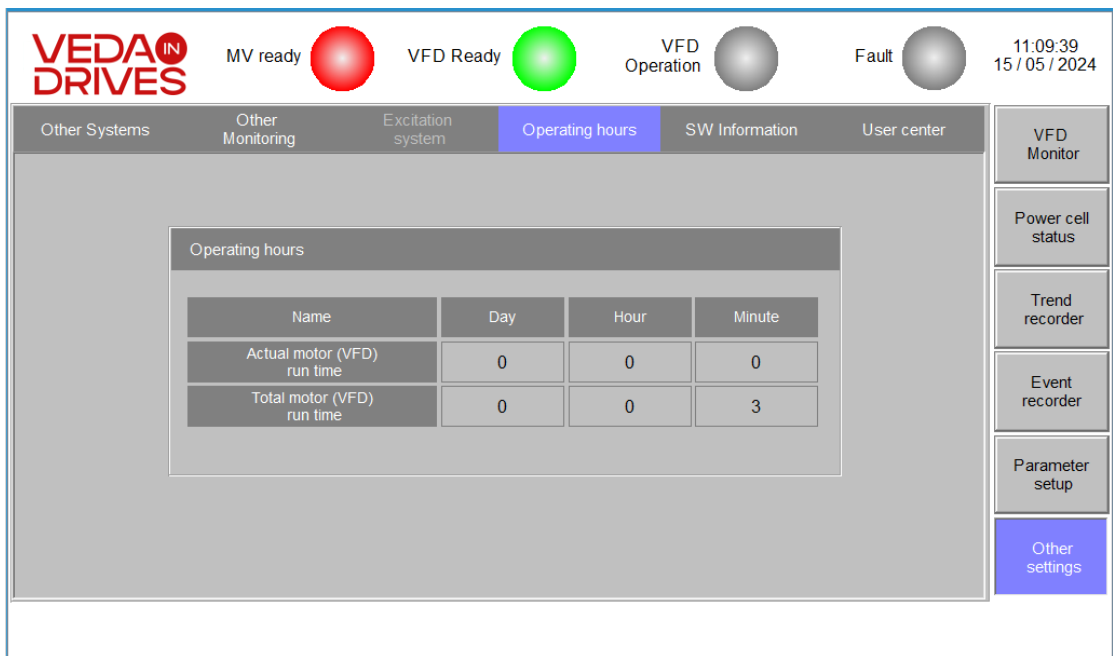 VEDA IN
DRIVES
MV ready
VFD Ready
VFD
Operation
Fault
11:09:39
15 / 05 / 2024
Other Systems
Other
Monitoring
Excitation
system
Operating hours
SW Information
User center
VFD
Monitor
Power cell
status
Trend
recorder
Event
recorder
Parameter
setup
Other
settings
Operating hours
Name Day Hour Minute
Actual motor (VFD)
run time
0 0 0
Total motor (VFD)
run time
0 0 3